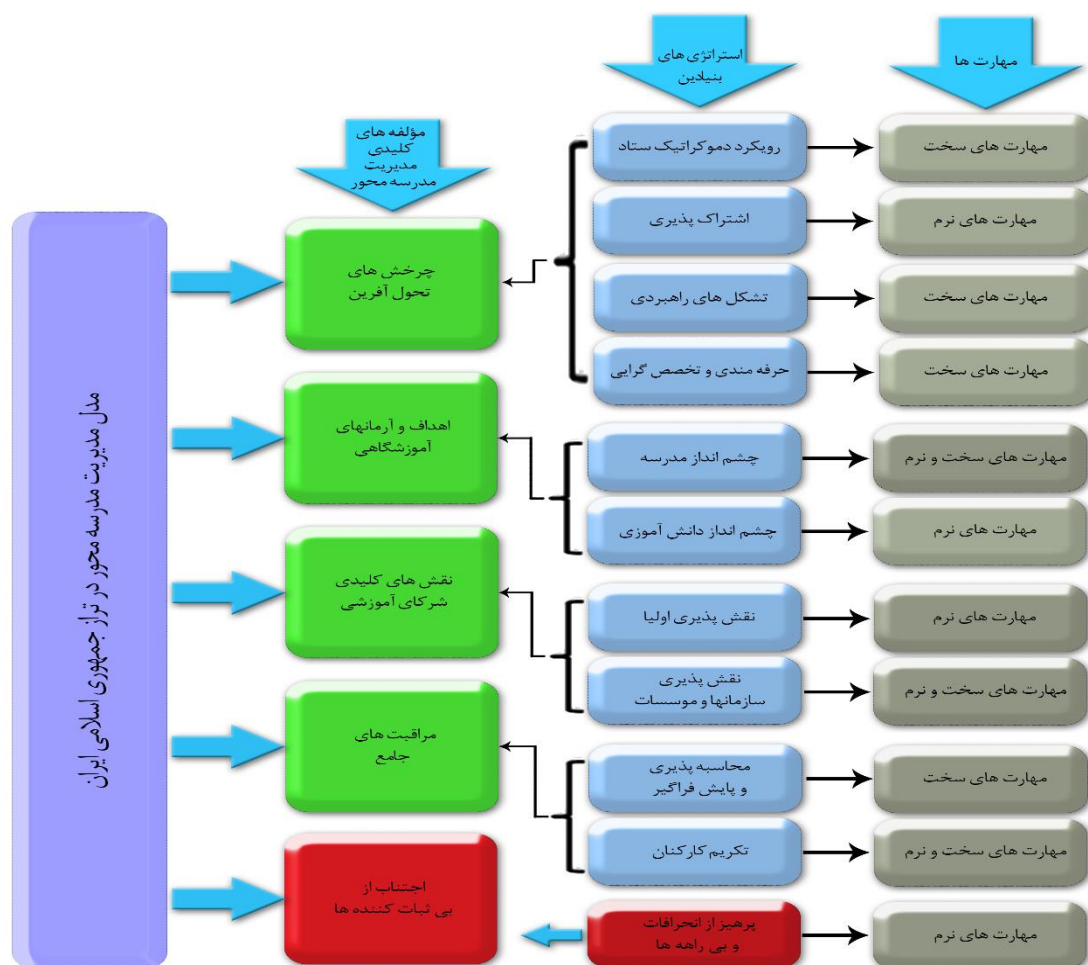 استراتژی های
بنیادین
مهارت ها
مؤلفه های
کلیدی
مدیریت
مدرسه محور
مدل مدیریت مدرسه محور در تراز جمهوری اسلامی ایران
چرخش های
تحول آفرین
رویکرد دموکراتیک ستاد
مهارت های سخت
اشتراک پذیری
مهارت های نرم
تشکل های راهبردی
مهارت های سخت
حرفه مندی و تخصص گرایی
مهارت های سخت
اهداف و آرمانهای
آموزشگاهی
چشم انداز مدرسه
مهارت های سخت و نرم
چشم انداز دانش آموزی
مهارت های نرم
نقش های کلیدی
شرکای آموزشی
نقش پذیری اولیا
مهارت های نرم
نقش پذیری
سازمانها و موسسات
مهارت های سخت و نرم
مراقبت های
جامع
محاسبه پذیری
و پایش فراگیر
مهارت های سخت
تکریم کارکنان
مهارت های سخت و نرم
اجتناب از
بی ثبات کننده ها
پرهیز از انحرافات
و بی راهه ها
مهارت های نرم